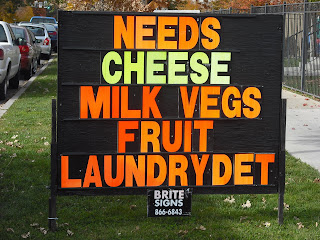 NEEDS
CHEESE
MILK VEGS
FRUIT
LAUNDRYDET
BRITE
SIGNS
866-6843